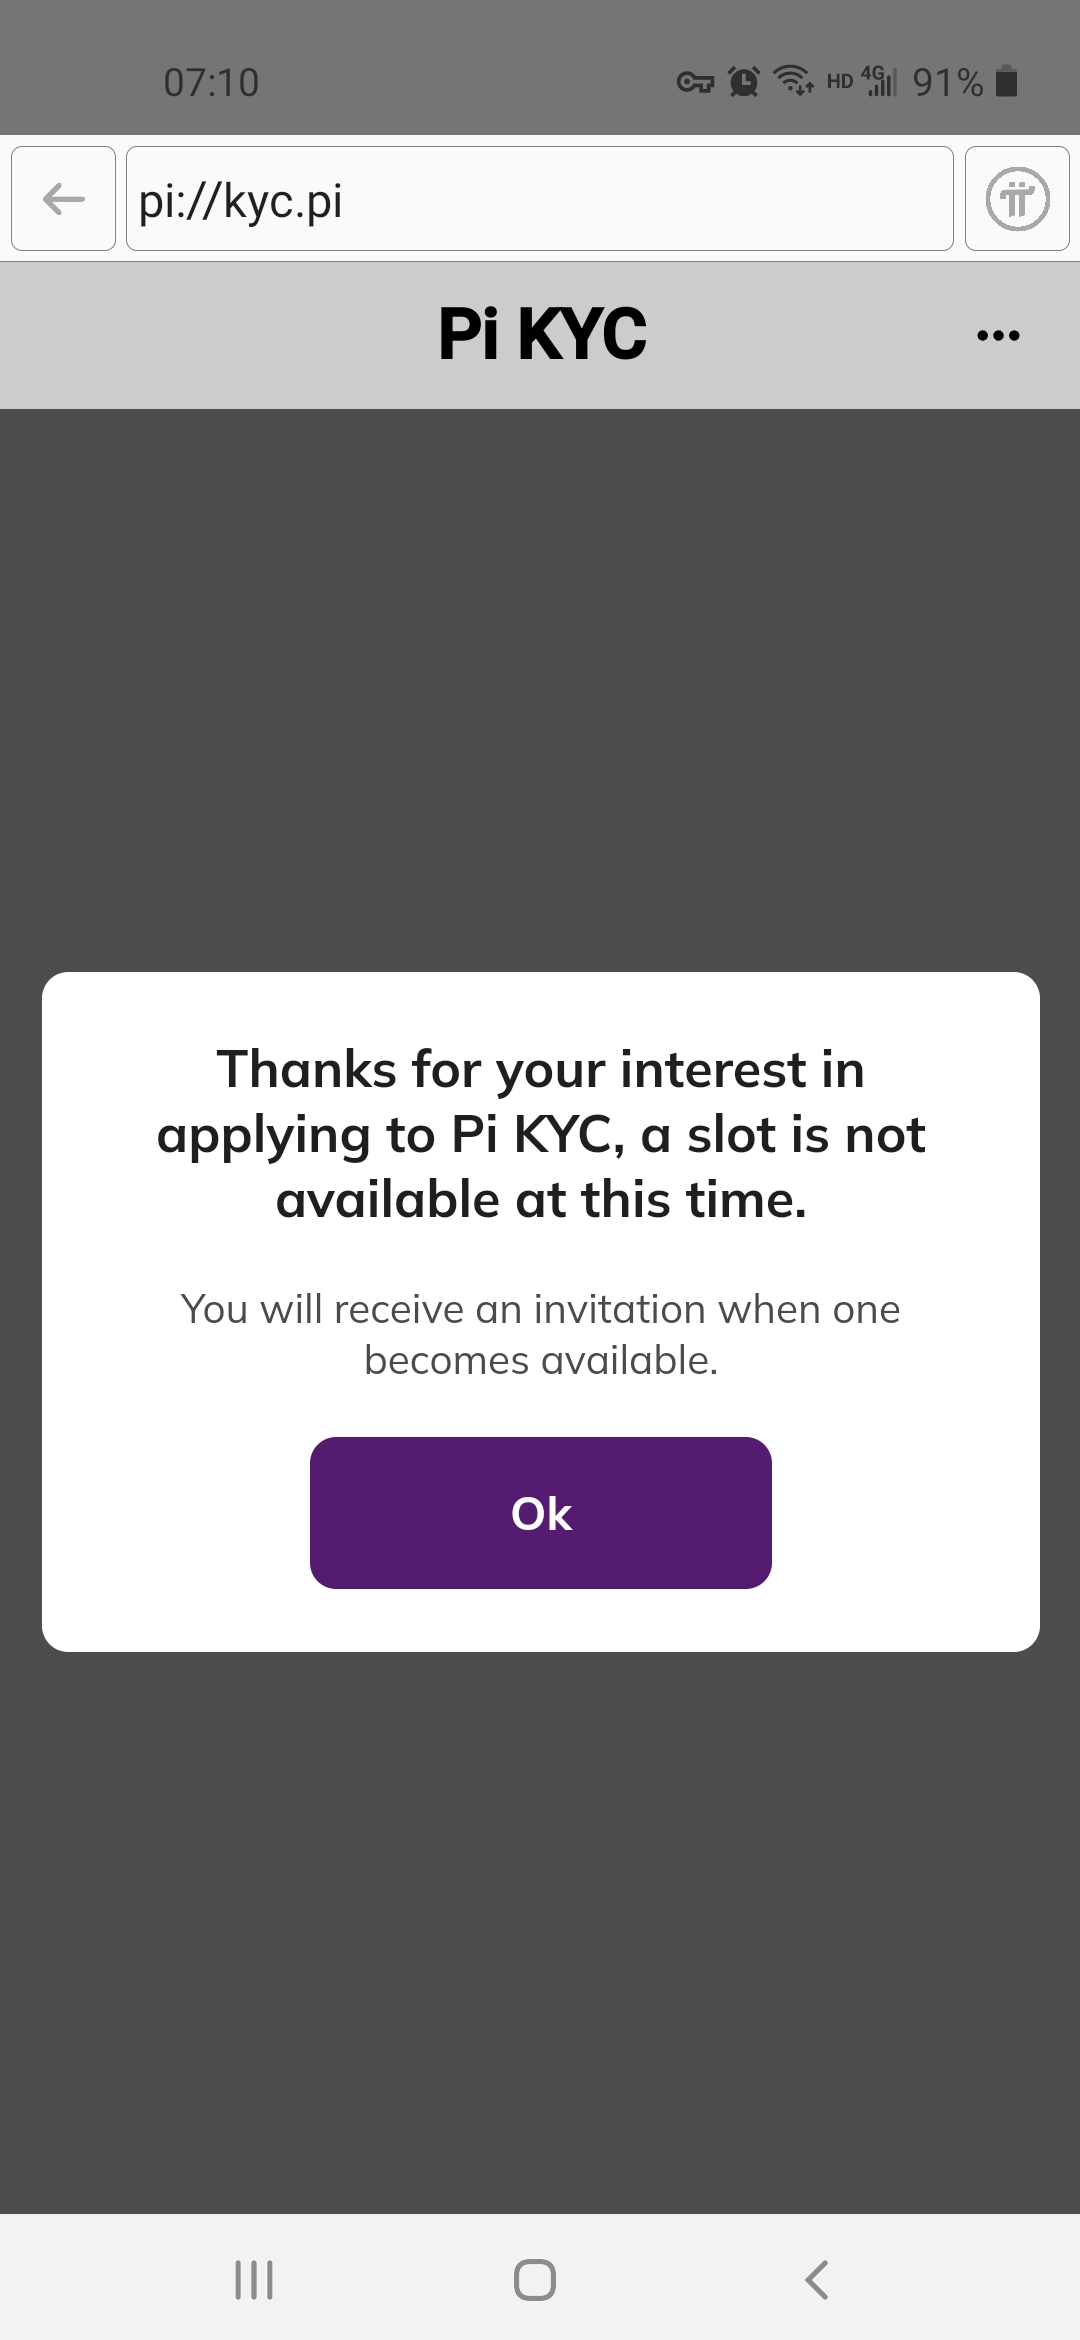 07:10 HD 4G 91%
pi://kyc.pi
Pi KYC
Thanks for your interest in
applying to Pi KYC, a slot is not
available at this time.
You will receive an invitation when one
becomes available.
Ok